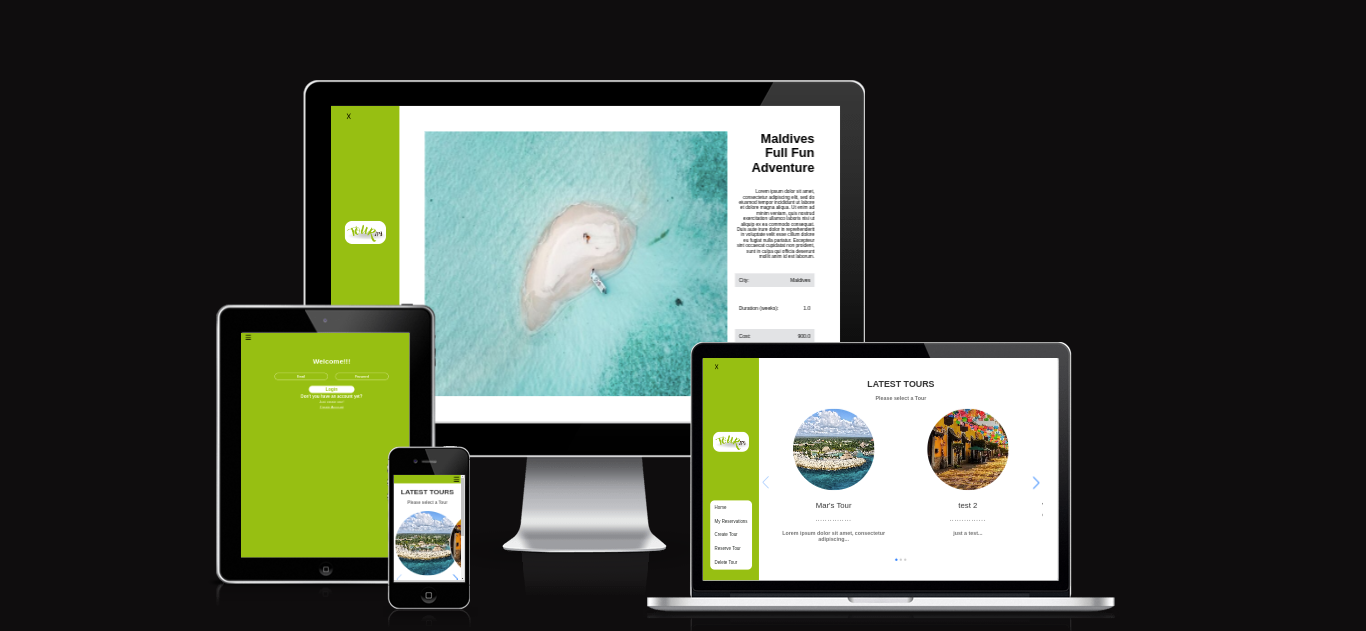 X
Maldives
Full Fun
Adventure
Lorem ipsum dolor sit amet,
consectetur adipiscing elit, sed do
eiusmod tempor incididunt ut labore
et dolore magna aliqua. Ut enim ad
minim veniam, quis nostrud
exercitation ullamco laboris nisi ut
aliquip ex ea commodo consequat.
Duis aute irure dolor in reprehenderit
in voluptate velit esse cillum dolore
eu fugiat nulla pariatur. Excepteur
sint occaecat cupidatat non proident,
sunt in culpa qui officia deserunt
mollit anim id est laborum.
City: Maldives
Duration (weeks): 1.0
Cost: 900.0
Welcome!!!
Email Password
Login
Don't you have an account yet?
Create Account
LATEST TOURS
Please select a Tour
X
LATEST TOURS
Please select a Tour
Mar's Tour
test 2
Lorem ipsum dolor sit amet, consectetur
adipiscing...
just a test...
Home
My Reservations
Create Tour
Reserve Tour
Delete Tour